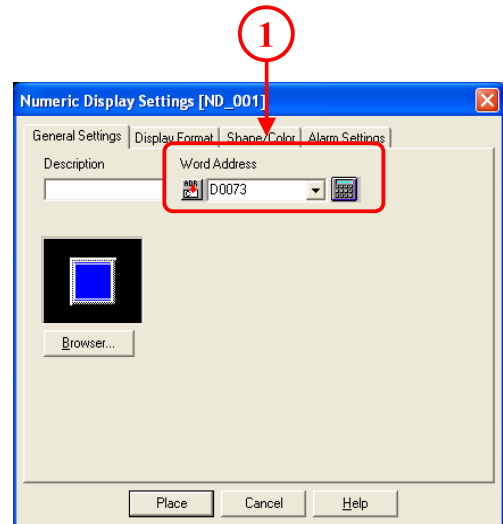 1
Numeric Display Settings [ND_001]
General Settings Display Format Shape/Color Alarm Settings
Description Word Address
ADR D0073
Browser...
Place Cancel Help